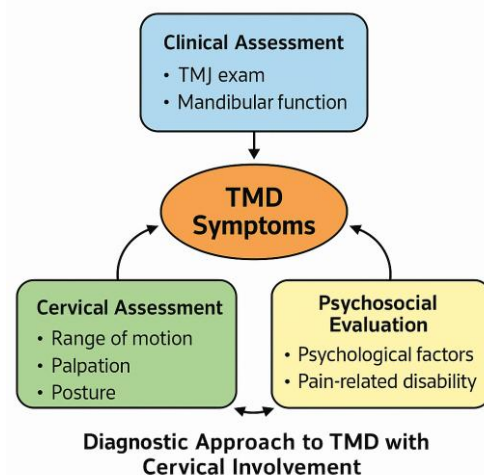 Clinical Assessment
• TMJ exam
• Mandibular function
TMD
Symptoms
Cervical Assessment
• Range of motion
• Palpation
• Posture
Psychosocial
Evaluation
• Psychological factors
• Pain-related disability
Diagnostic Approach to TMD with
Cervical Involvement